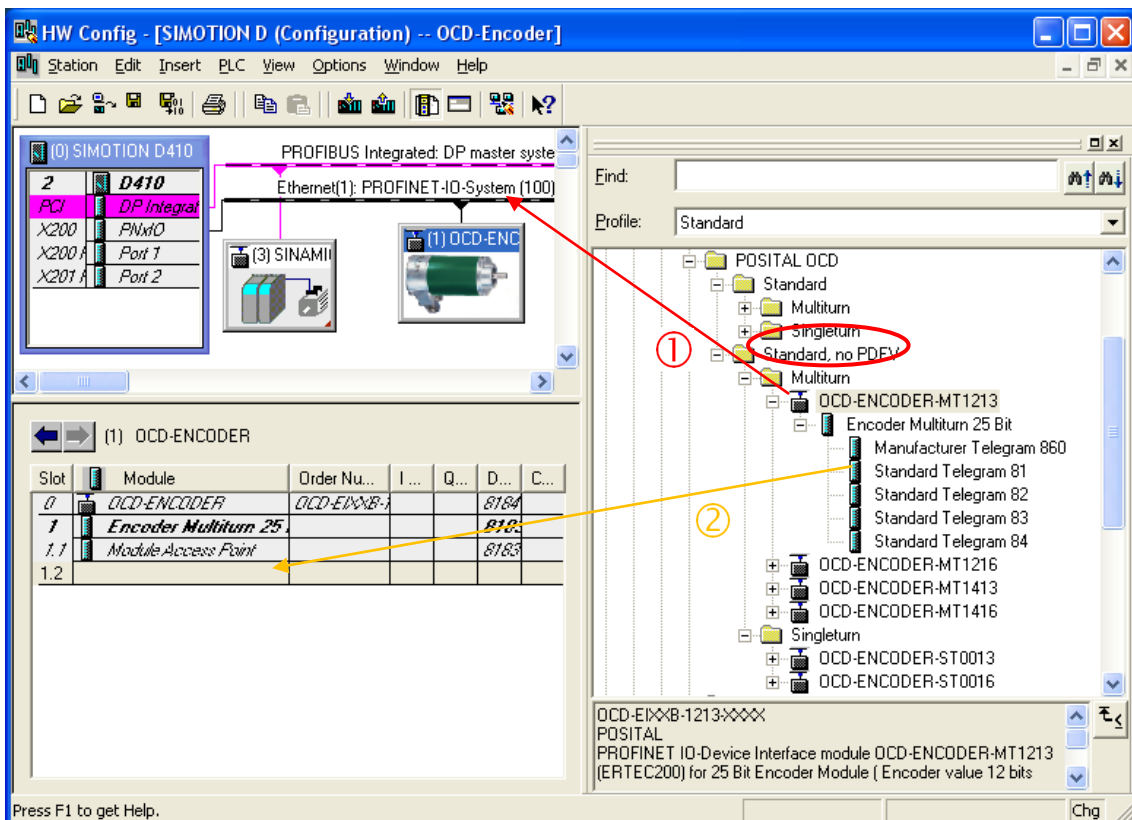 HW Config - [SIMOTION D (Configuration) -- OCD-Encoder]
Station Edit Insert PLC View Options Window Help
(0) SIMOTION D410
2 D410
PCI DP Integrat
X200 PNxIO
X200 Port 1
X201 Port 2
PROFIBUS Integrated: DP master syste
Ethernet(1): PROFINET-IO-System (100)
(3) SINAMI
(1) OCD-ENC
(1) OCD-ENCODER
Slot Module Order Nu... I ... Q... D... C...
0 OCD-ENCODER OCD-EIXXB-1 8184
1 Encoder Multiturn 25 8183
1.1 Module Access Point 8183
1.2
Find:
Profile: Standard
POSITAL OCD
Standard
Multiturn
Singleturn
① Standard, no PDEV
Multiturn
OCD-ENCODER-MT1213
Encoder Multiturn 25 Bit
Manufacturer Telegram 860
Standard Telegram 81
Standard Telegram 82
② Standard Telegram 83
Standard Telegram 84
OCD-ENCODER-MT1216
OCD-ENCODER-MT1413
OCD-ENCODER-MT1416
Singleturn
OCD-ENCODER-ST0013
OCD-ENCODER-ST0016
OCD-EIXXB-1213-XXXX
POSITAL
PROFINET IO-Device Interface module OCD-ENCODER-MT1213
(ERTEC200) for 25 Bit Encoder Module ( Encoder value 12 bits
Press F1 to get Help.
Chg